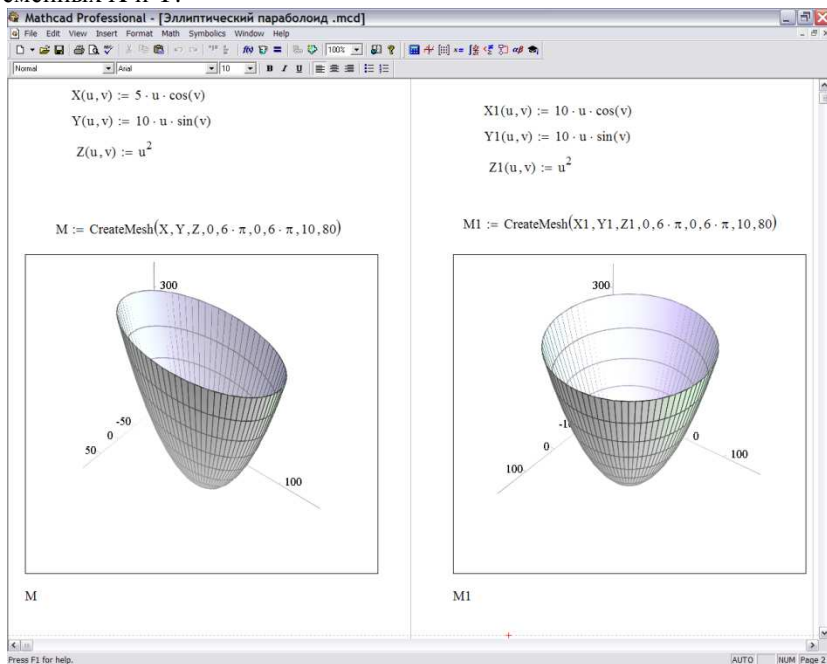 Mathcad Professional - [Эллиптический параболоид .mcd]
File Edit View Insert Format Math Symbolics Window Help
100%
Normal Arial 10 B I U
X(u,v) := 5 · u · cos(v)
Y(u,v) := 10 · u · sin(v)
Z(u,v) := u²
M := CreateMesh(X,Y,Z,0,6 · π,0,6 · π,10,80)
300
-50
0
50
100
M
X1(u,v) := 10 · u · cos(v)
Y1(u,v) := 10 · u · sin(v)
Z1(u,v) := u²
M1 := CreateMesh(X1,Y1,Z1,0,6 · π,0,6 · π,10,80)
300
0
0
100
100
M1
Press F1 for help.
AUTO NUM Page 2